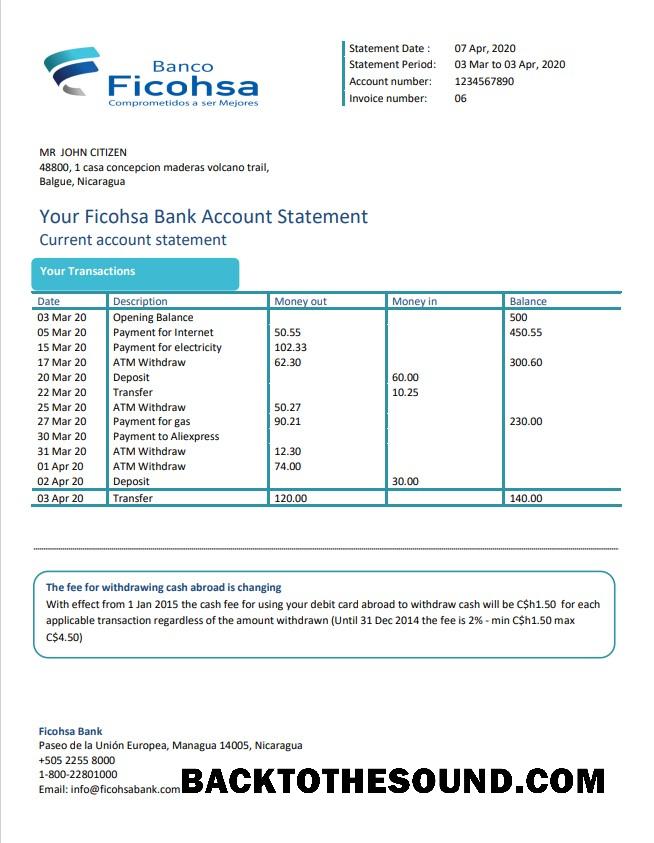 Banco
Ficohsa
Comprometidos a ser Mejores
Statement Date : 07 Apr, 2020
Statement Period: 03 Mar to 03 Apr, 2020
Account number: 1234567890
Invoice number: 06
MR JOHN CITIZEN
48800, 1 casa concepcion maderas volcano trail,
Balgue, Nicaragua
Your Ficohsa Bank Account Statement
Current account statement
Your Transactions
Date Description Money out Money in Balance
03 Mar 20 Opening Balance 500
05 Mar 20 Payment for Internet 50.55 450.55
15 Mar 20 Payment for electricity 102.33
17 Mar 20 ATM Withdraw 62.30 300.60
20 Mar 20 Deposit 60.00
22 Mar 20 Transfer 10.25
25 Mar 20 ATM Withdraw 50.27
27 Mar 20 Payment for gas 90.21 230.00
30 Mar 20 Payment to Aliexpress
31 Mar 20 ATM Withdraw 12.30
01 Apr 20 ATM Withdraw 74.00
02 Apr 20 Deposit 30.00
03 Apr 20 Transfer 120.00 140.00
The fee for withdrawing cash abroad is changing
With effect from 1 Jan 2015 the cash fee for using your debit card abroad to withdraw cash will be C$h1.50 for each
applicable transaction regardless of the amount withdrawn (Until 31 Dec 2014 the fee is 2% - min C$h1.50 max
C$4.50)
Ficohsa Bank
Paseo de la Unión Europea, Managua 14005, Nicaragua
+505 2255 8000
1-800-22801000
Email: info@ficohsabank.com
BACKTOTHESOUND.COM